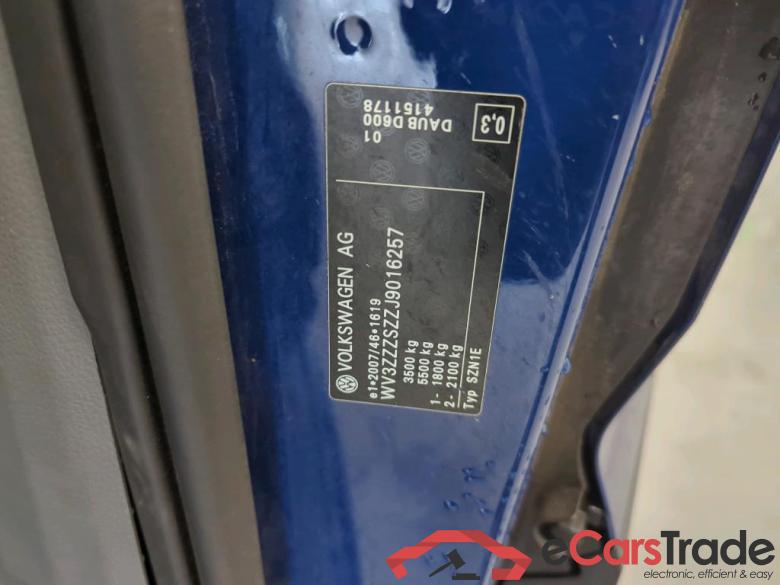 VOLKSWAGEN AG
e1*2007/46*1619
WV3ZZZSZZJ9016257
3500 kg
5500 kg
1- 1800 kg
2- 2100 kg
Typ SZN1E
01
DAUB D600
4151178
0,3
eCarsTrade
electronic, efficient & easy